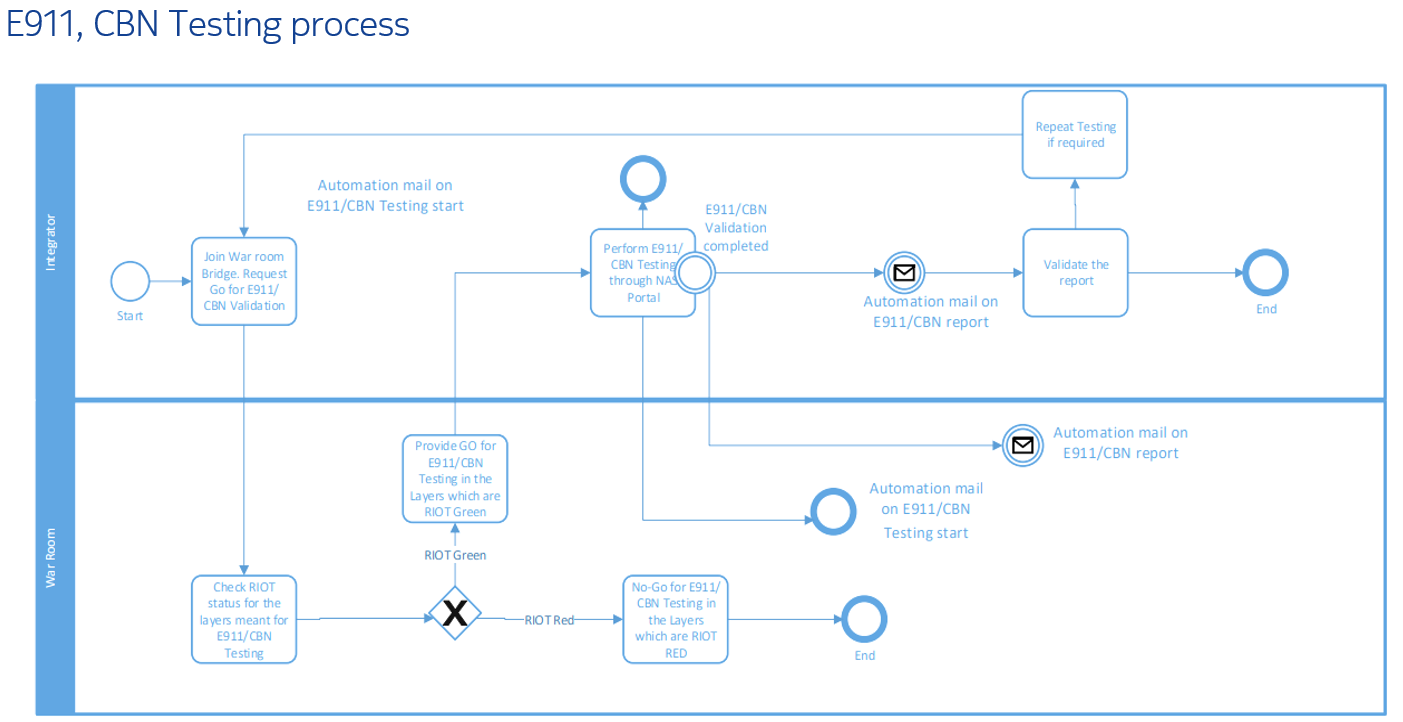 E911, CBN Testing process
Integrator
Repeat Testing
if required
Automation mail on
E911/CBN Testing start
E911/CBN
Validation
completed
Join War room
Bridge. Request
Go for E911/
CBN Validation
Start
Perform E911/
CBN Testing
through NAS
Portal
Automation mail on
E911/CBN report
Validate the
report
End
War Room
Provide GO for
E911/CBN
Testing in the
Layers which are
RIOT Green
Automation mail on
E911/CBN report
Automation mail
on E911/CBN
Testing start
RIOT Green
Check RIOT
status for the
layers meant for
E911/CBN
Testing
X
RIOT Red
No-Go for E911/
CBN Testing in
the Layers
which are RIOT
RED
End